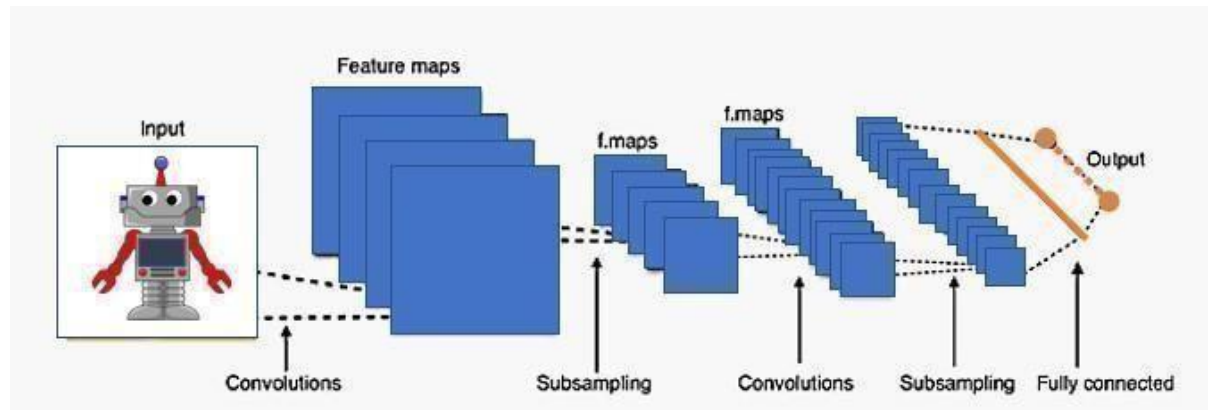 Feature maps
Input
f.maps
f.maps
Output
Convolutions
Subsampling
Convolutions
Subsampling
Fully connected